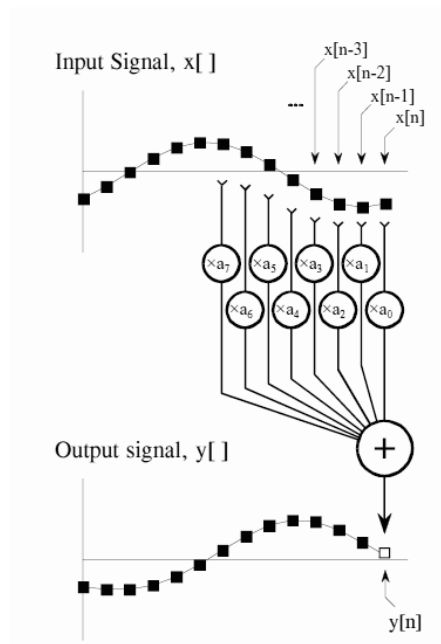 x[n-3]
Input Signal, x[ ]
x[n-2]
...
x[n-1]
x[n]
×a₇ ×a₅ ×a₃ ×a₁
×a₆ ×a₄ ×a₂ ×a₀
+
Output signal, y[ ]
y[n]